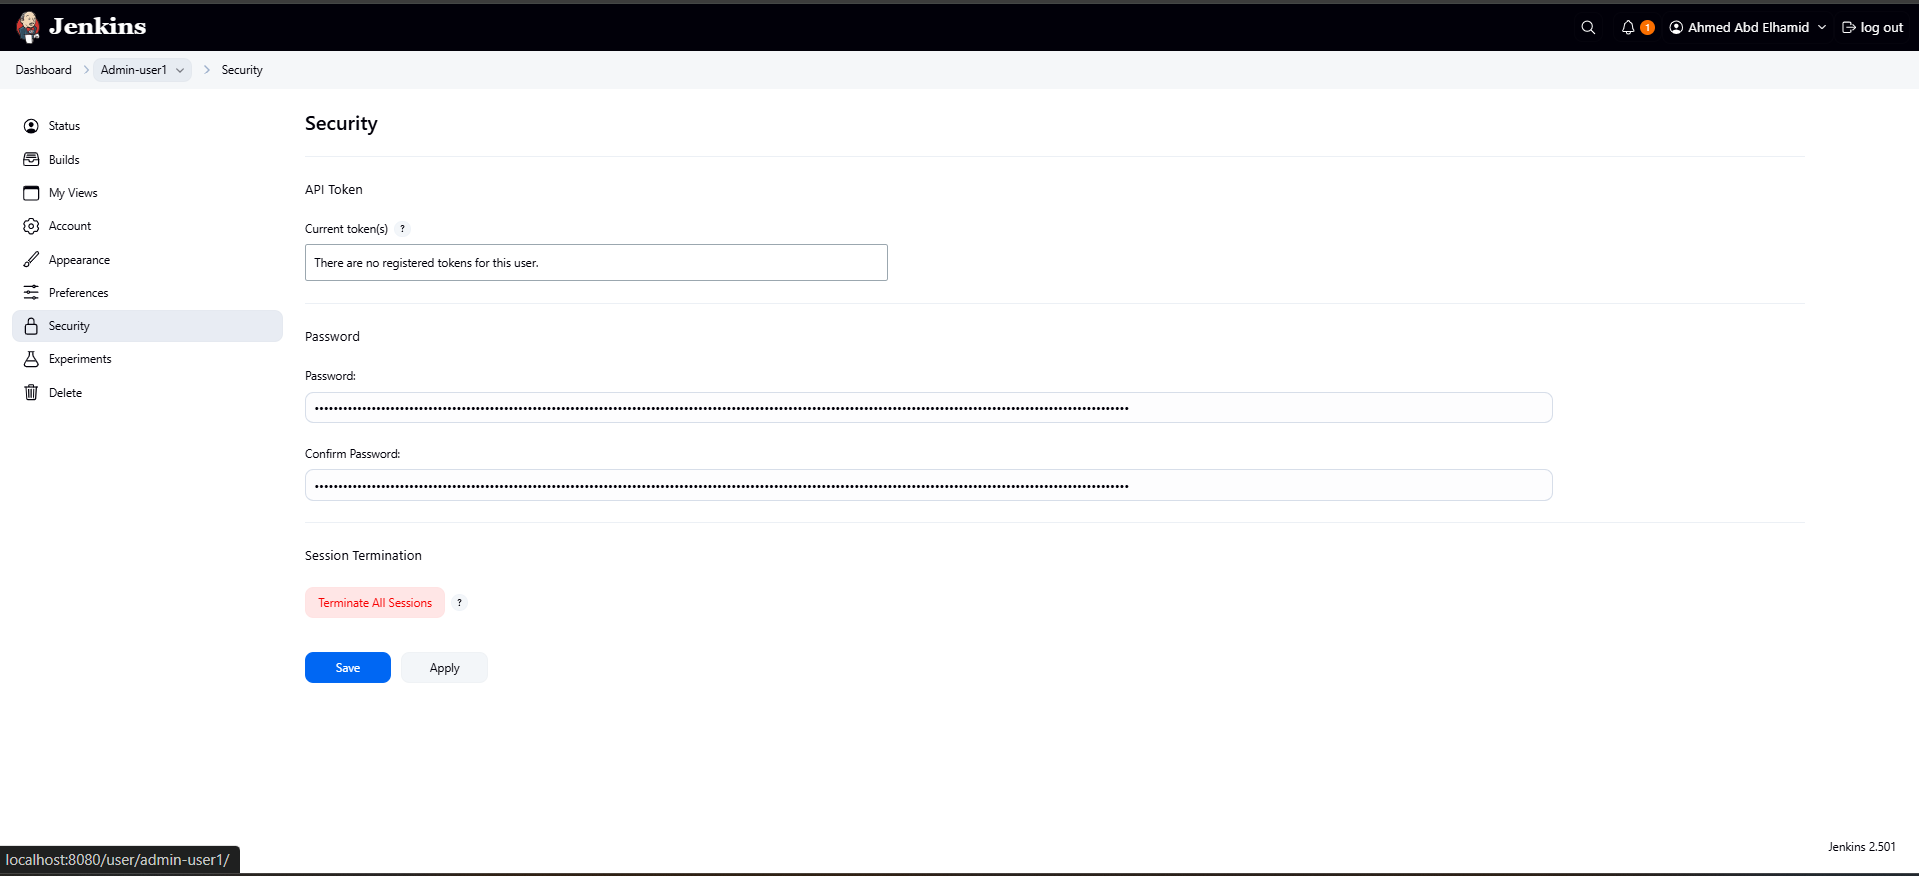 Jenkins
1
Ahmed Abd Elhamid
log out
Dashboard
Admin-user1
Security
Status
Builds
My Views
Account
Appearance
Preferences
Security
Experiments
Delete
Security
API Token
Current token(s) ?
There are no registered tokens for this user.
Password
Password:
Confirm Password:
Session Termination
Terminate All Sessions ?
Save
Apply
Jenkins 2.501
localhost:8080/user/admin-user1/